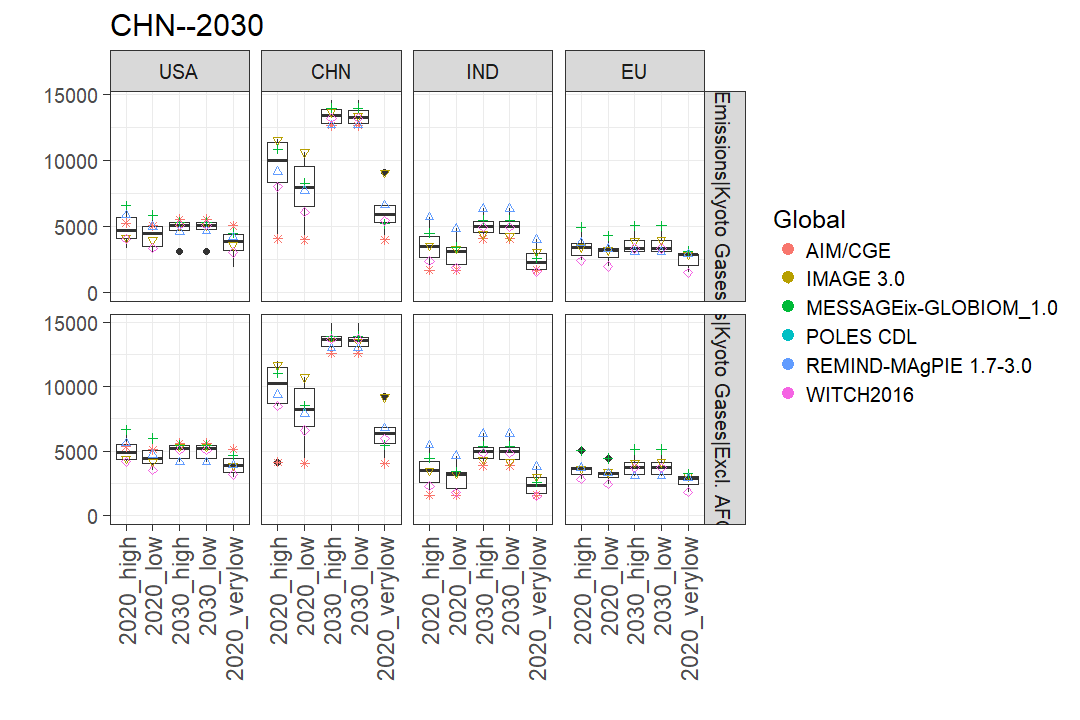 CHN--2030
USA CHN IND EU
15000
10000
5000
0
Emissions|Kyoto Gases
15000
10000
5000
0
s|Kyoto Gases|Excl. AFO
2020_high
2020_low
2030_high
2030_low
2020_verylow
2020_high
2020_low
2030_high
2030_low
2020_verylow
2020_high
2020_low
2030_high
2030_low
2020_verylow
2020_high
2020_low
2030_high
2030_low
2020_verylow
Global
AIM/CGE
IMAGE 3.0
MESSAGEix-GLOBIOM_1.0
POLES CDL
REMIND-MAgPIE 1.7-3.0
WITCH2016